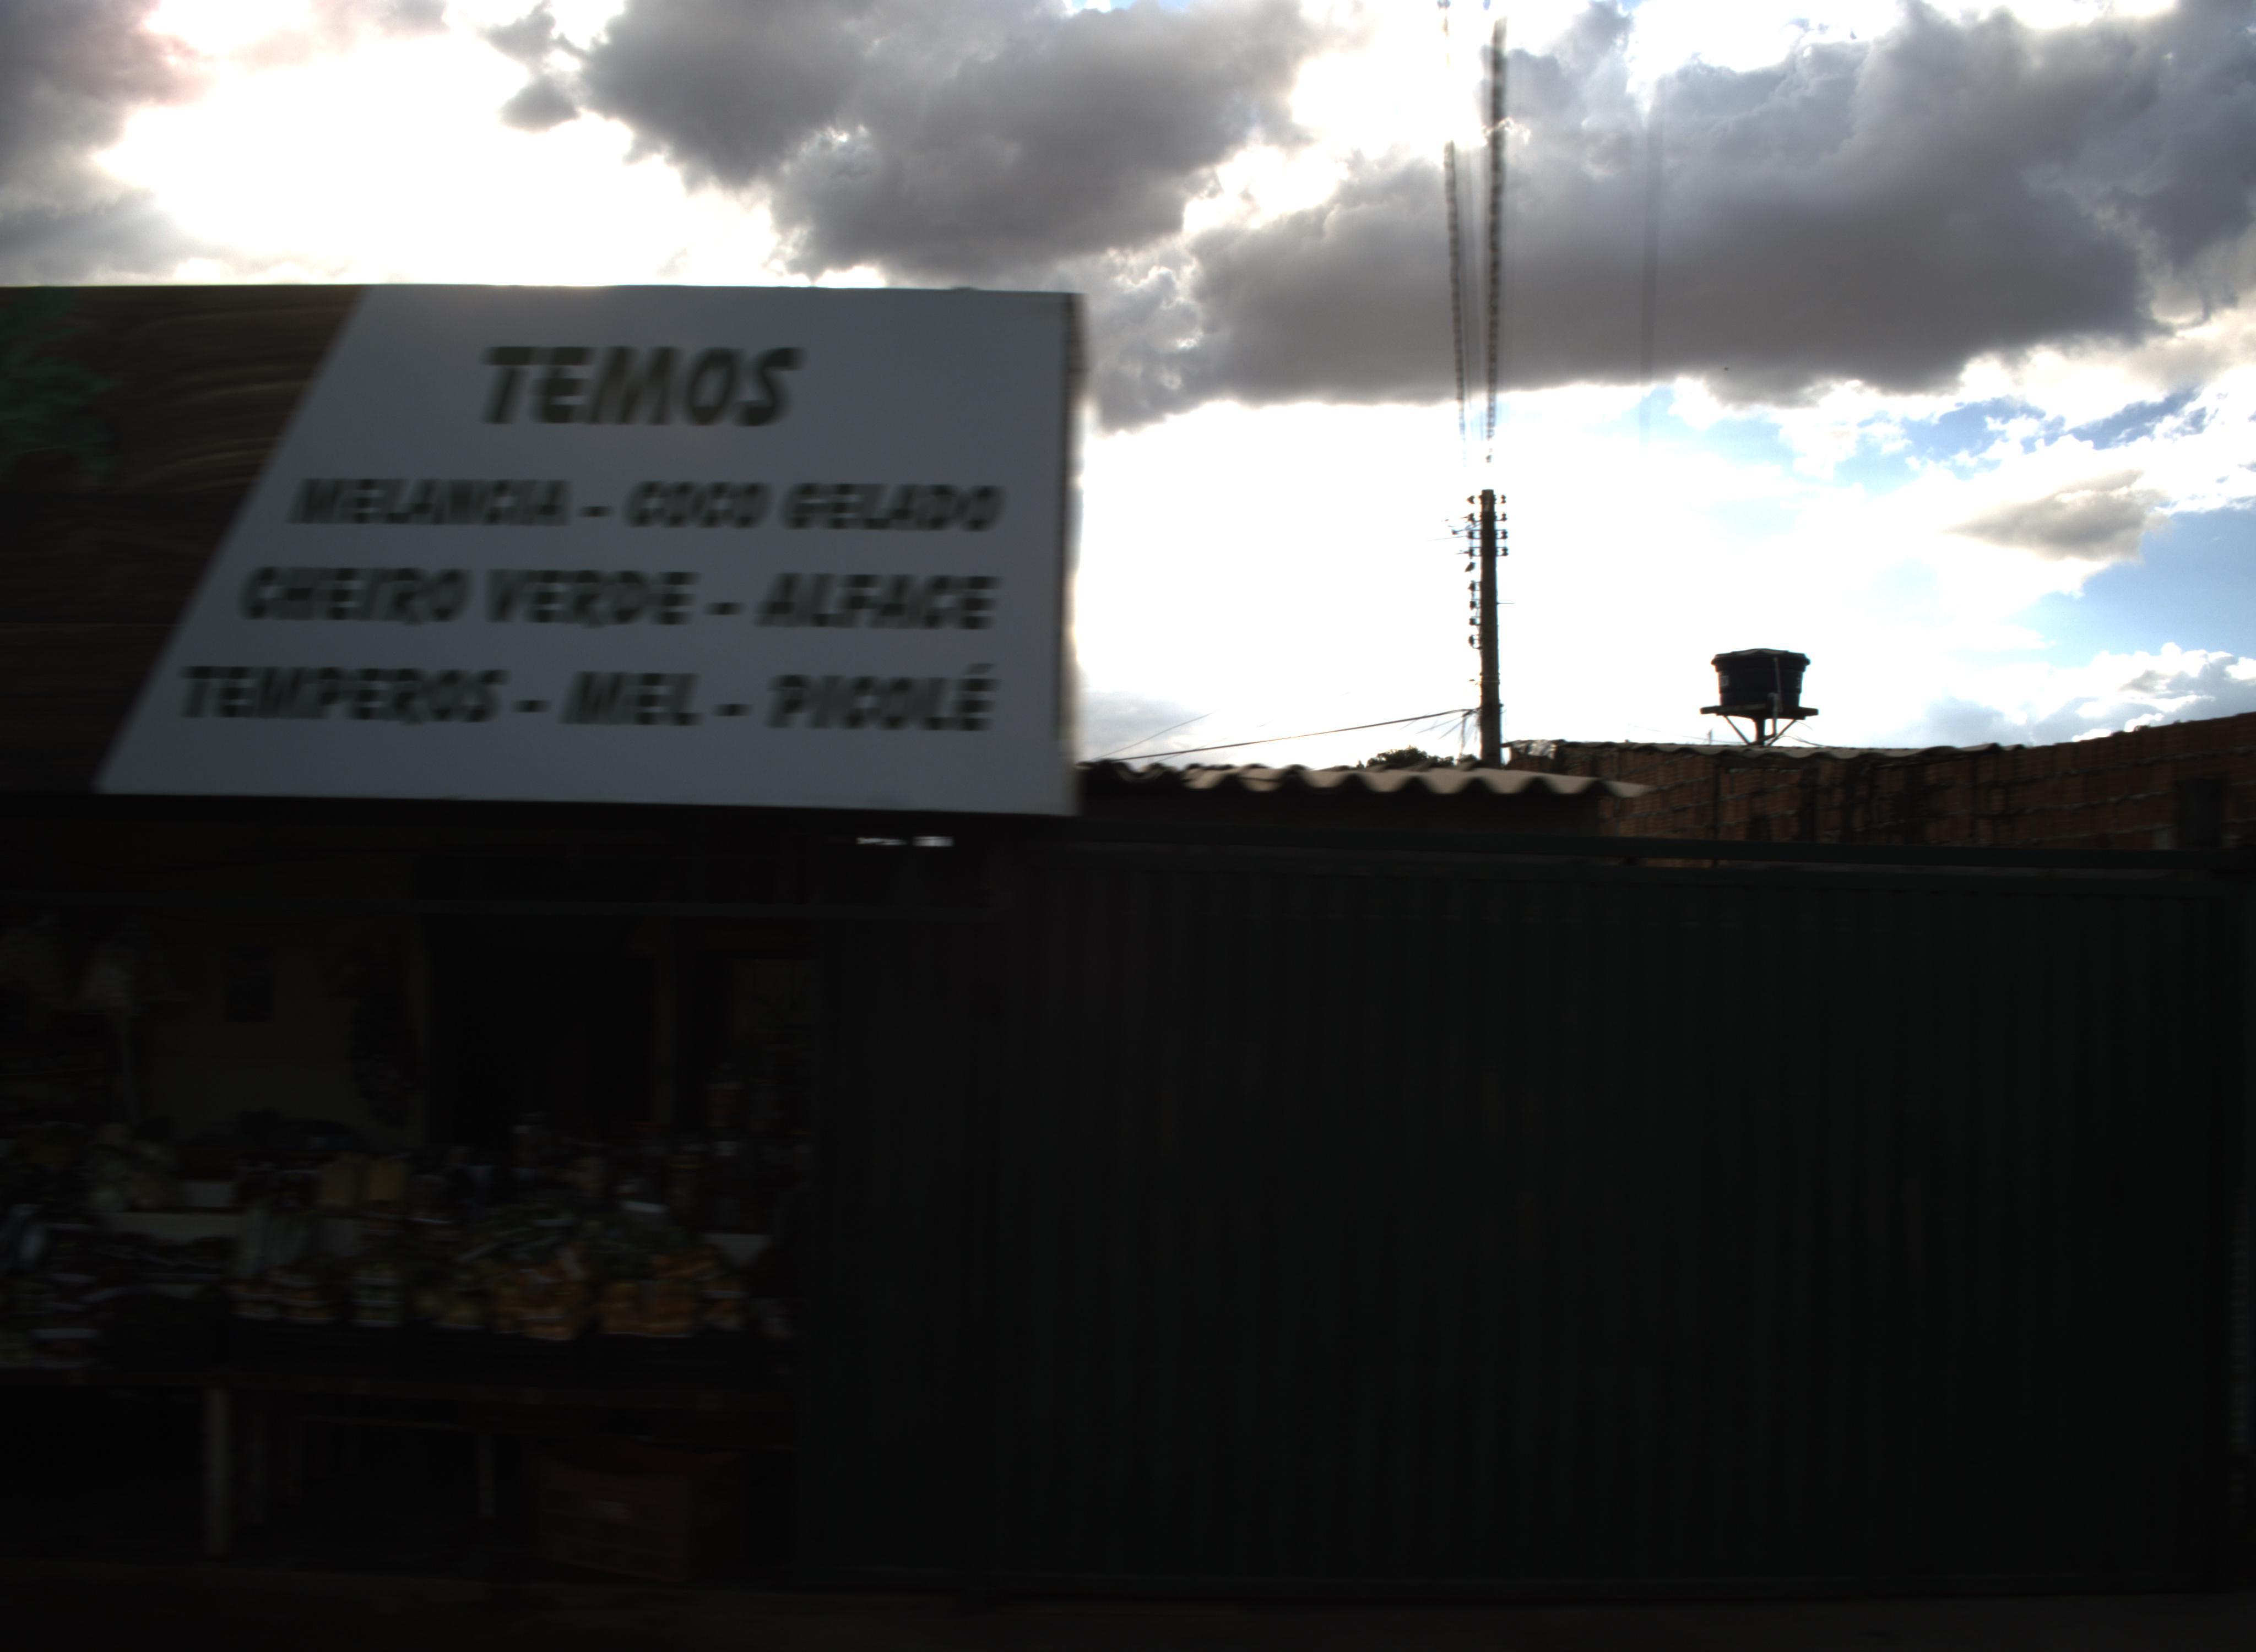 TEMOS
MELANCIA - COCO GELADO
CHEIRO VERDE - ALFACE
TEMPEROS - MEL - PICOLÉ